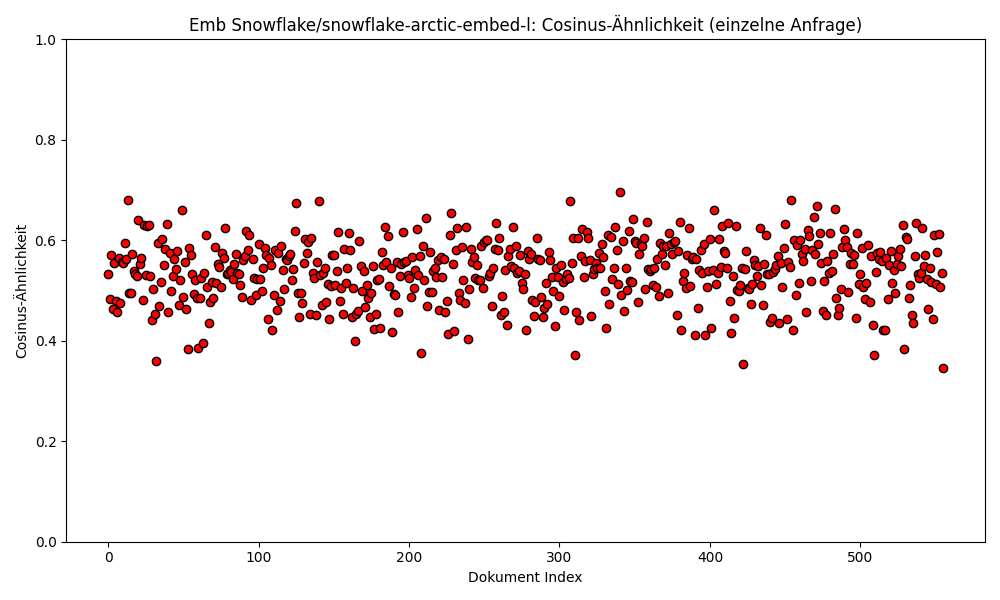 Emb Snowflake/snowflake-arctic-embed-l: Cosinus-Ähnlichkeit (einzelne Anfrage)
Cosinus-Ähnlichkeit
1.0
0.8
0.6
0.4
0.2
0.0
0 100 200 300 400 500
Dokument Index